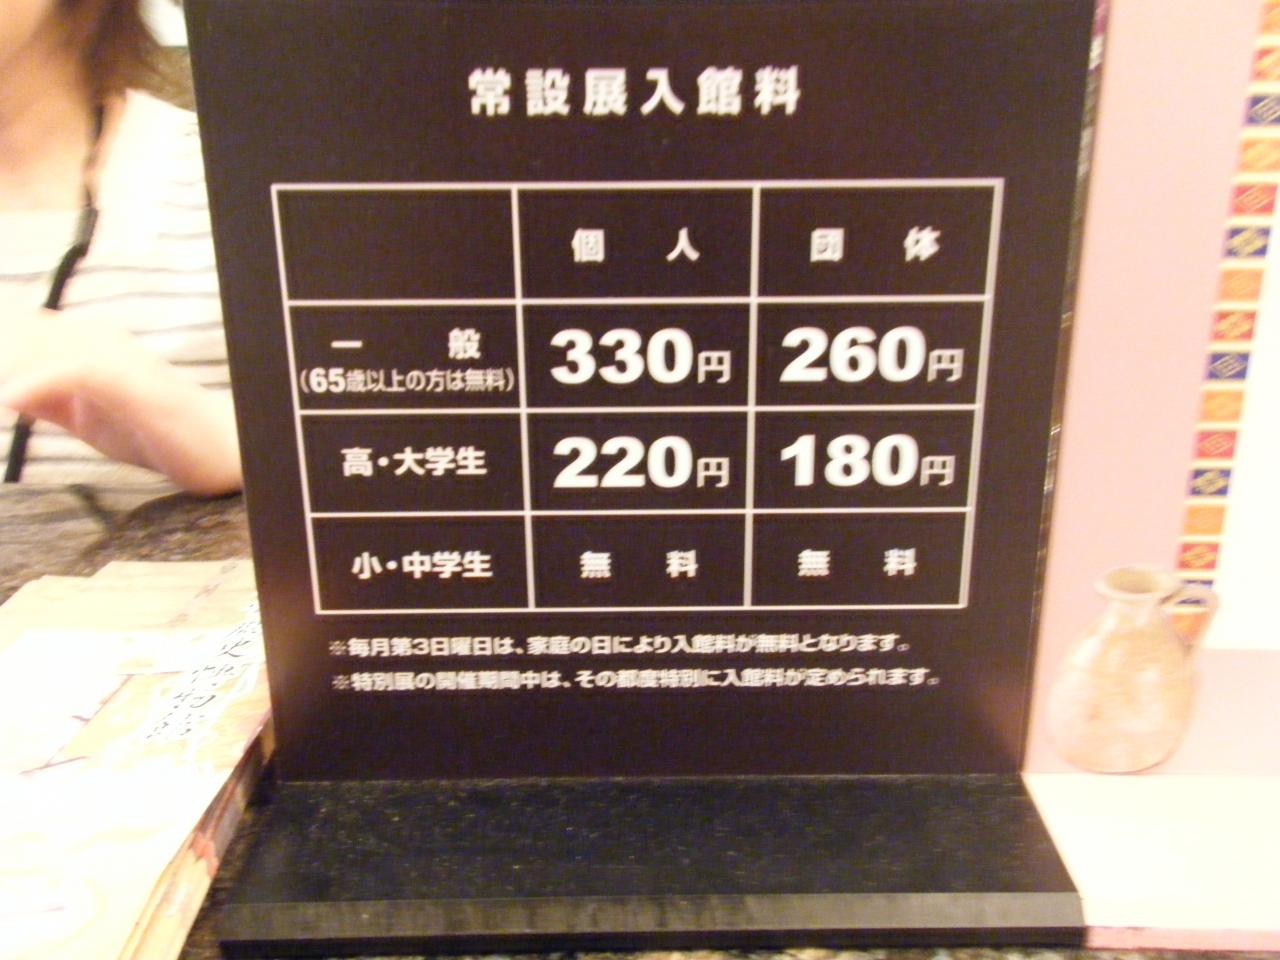 常設展入館料
個人 団体
一般 330円 260円
(65歳以上の方は無料)
高・大学生 220円 180円
小・中学生 無料 無料
※毎月第3日曜日は、家庭の日により入館料が無料となります。
※特別展の開催期間中は、その都度特別に入館料が定められます。
歴史博物館